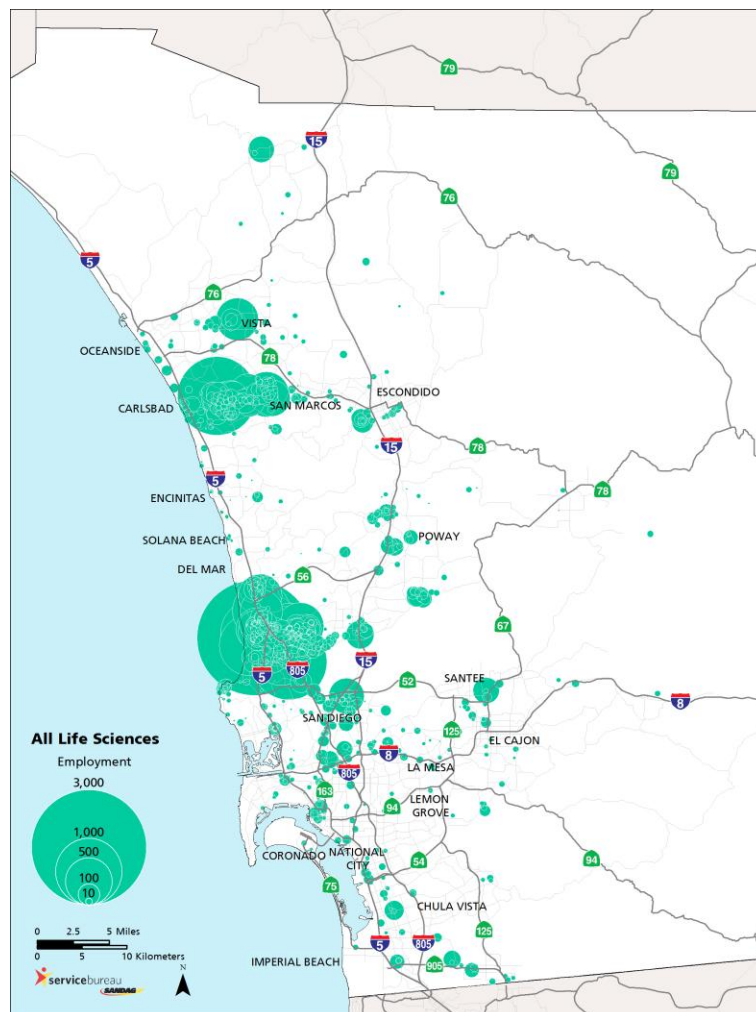 79
15
79
76
5
76
VISTA
OCEANSIDE
78
ESCONDIDO
CARLSBAD
SAN MARCOS
15
78
5
78
ENCINITAS
SOLANA BEACH
POWAY
DEL MAR
56
67
5
805
15
52
SANTEE
8
SAN DIEGO
125
EL CAJON
8
LA MESA
805
163
LEMON
GROVE
94
CORONADO
NATIONAL
CITY
54
94
75
CHULA VISTA
125
5
805
IMPERIAL BEACH
905
All Life Sciences
Employment
3,000
1,000
500
100
10
0 2.5 5 Miles
0 5 10 Kilometers
servicebureau
SANDAG
N